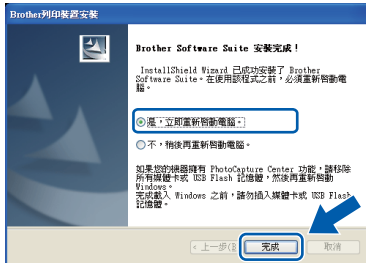 Brother列印裝置安裝
Brother Software Suite 安裝完成！
InstallShield Wizard 已成功安裝了 Brother
Software Suite。在使用該程式之前，必須重新啓動電
腦。
是，立即重新啓動電腦。
不，稍後再重新啓動電腦。
如果您的機器擁有 PhotoCapture Center 功能，請移除
所有媒體卡或 USB Flash 記憶體，然後再重新啓動
Windows。
完成載入 Windows 之前，請勿插入媒體卡或 USB Flash
記憶體。
< 上一步(B
完成
取消